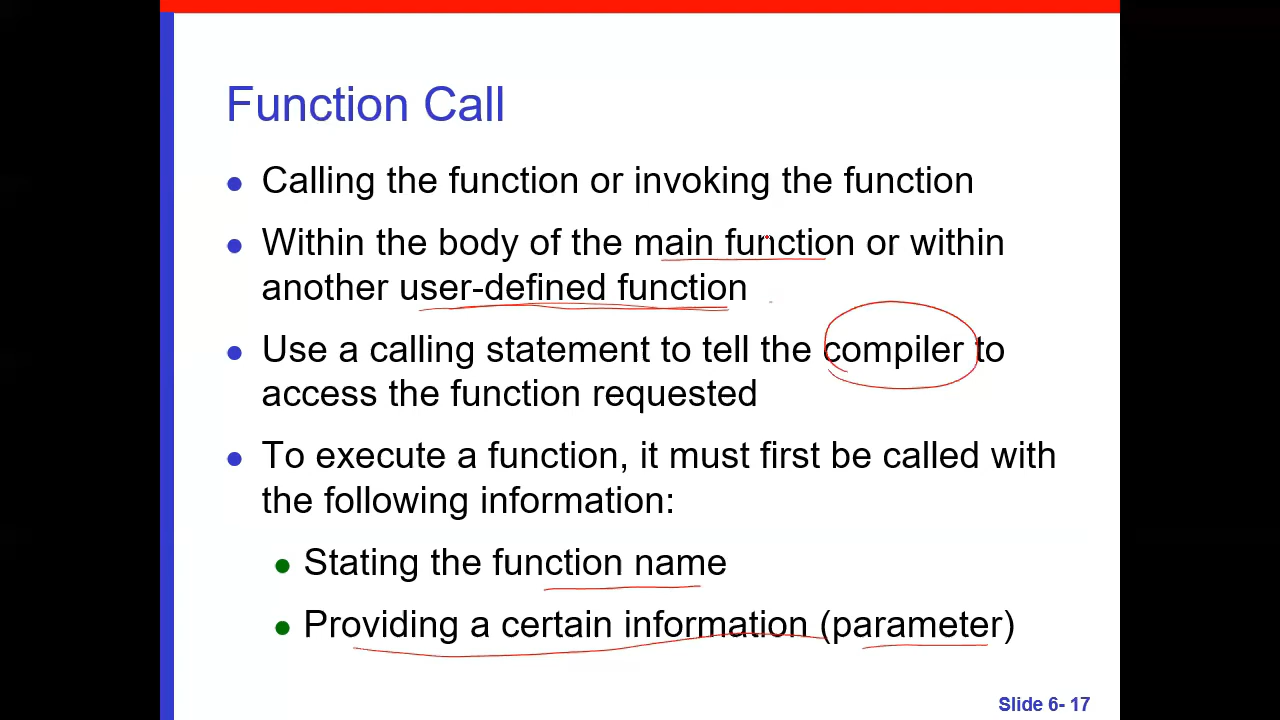 Function Call
Calling the function or invoking the function
Within the body of the main function or within
another user-defined function
Use a calling statement to tell the compiler to
access the function requested
To execute a function, it must first be called with
the following information:
Stating the function name
Providing a certain information (parameter)
Slide 6- 17